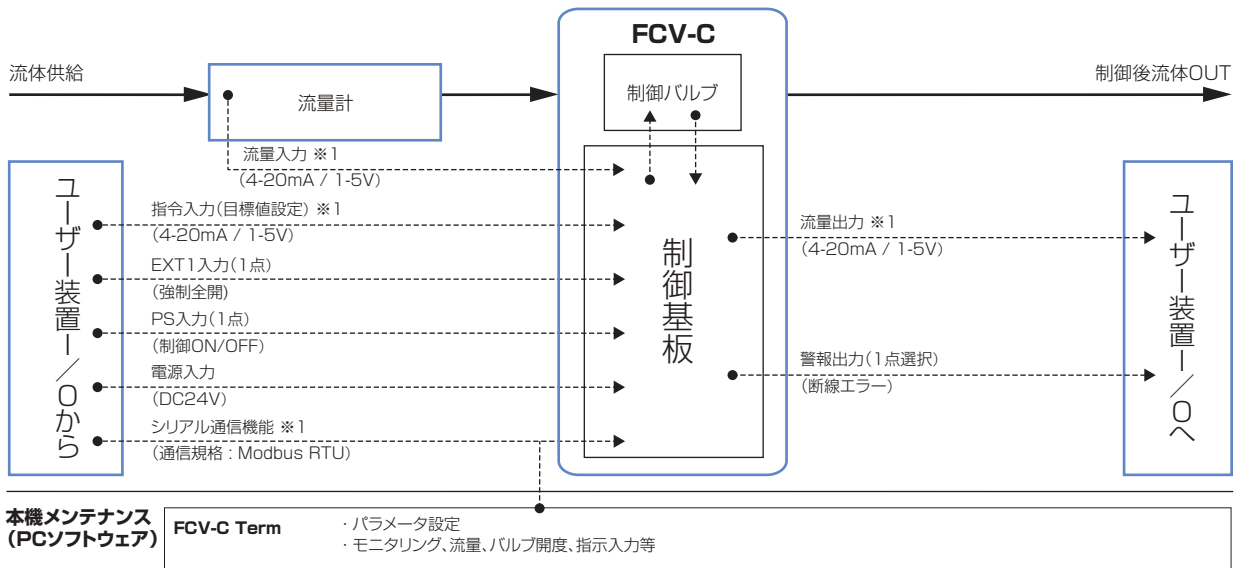 FCV-C
流体供給
制御後流体OUT
流量計
制御バルブ
流量入力 ※1
(4-20mA / 1-5V)
ユーザー装置I/Oから
指令入力(目標値設定) ※1
(4-20mA / 1-5V)
EXT1入力(1点)
(強制全開)
PS入力(1点)
(制御ON/OFF)
電源入力
(DC24V)
シリアル通信機能 ※1
(通信規格 : Modbus RTU)
制御基板
流量出力 ※1
(4-20mA / 1-5V)
警報出力(1点選択)
(断線エラー)
ユーザー装置I/Oへ
本機メンテナンス
(PCソフトウェア)
FCV-C Term
・パラメータ設定
・モニタリング、流量、バルブ開度、指示入力等